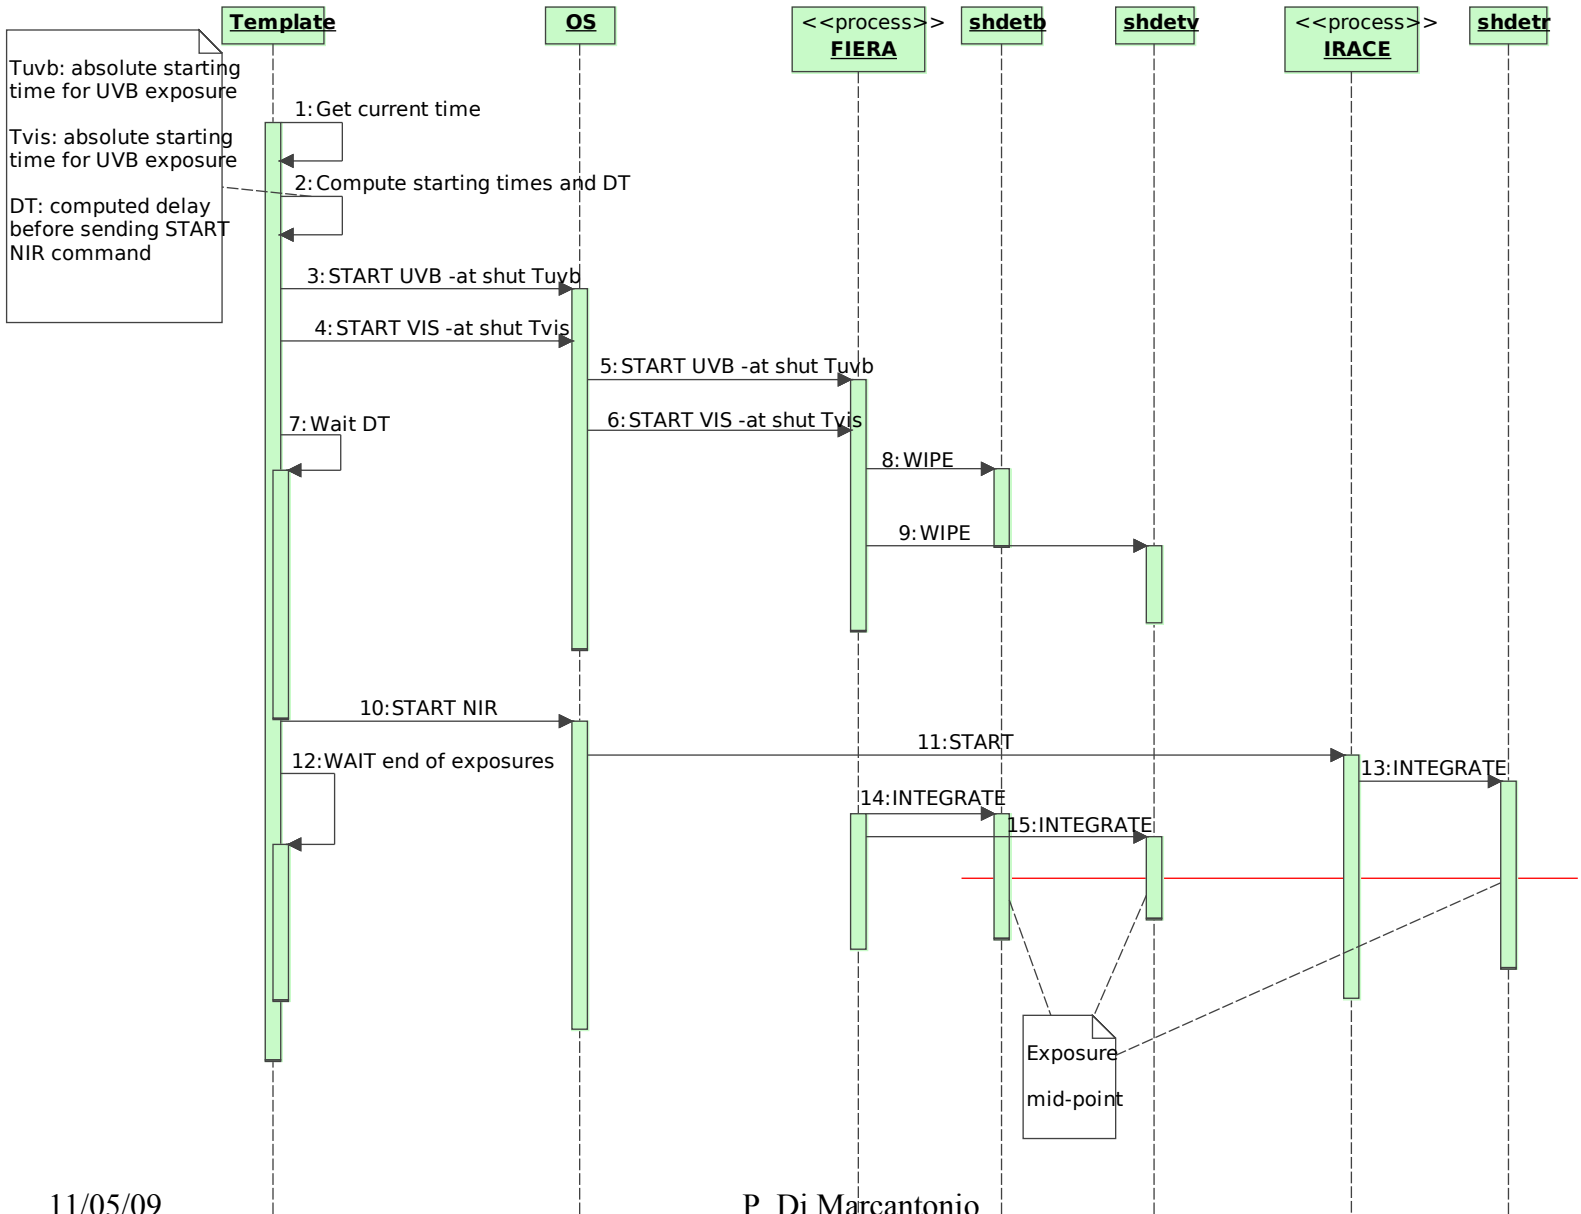 Template
OS
<<process>>
FIERA
shdetb
shdetv
<<process>>
IRACE
shdetr
Tuvb: absolute starting
time for UVB exposure
Tvis: absolute starting
time for UVB exposure
DT: computed delay
before sending START
NIR command
1:Get current time
2:Compute starting times and DT
3:START UVB -at shut Tuvb
4:START VIS -at shut Tvis
5:START UVB -at shut Tuvb
6:START VIS -at shut Tvis
7:Wait DT
8:WIPE
9:WIPE
10:START NIR
11:START
12:WAIT end of exposures
13:INTEGRATE
14:INTEGRATE
15:INTEGRATE
Exposure
mid-point
11/05/09
P. Di Marcantonio